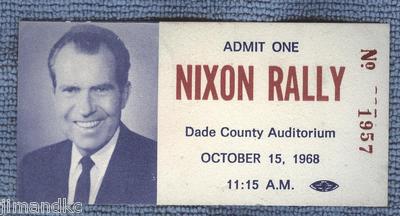 ADMIT ONE
NIXON RALLY
Dade County Auditorium
OCTOBER 15, 1968
11:15 A.M.
No
1957
jimandkc